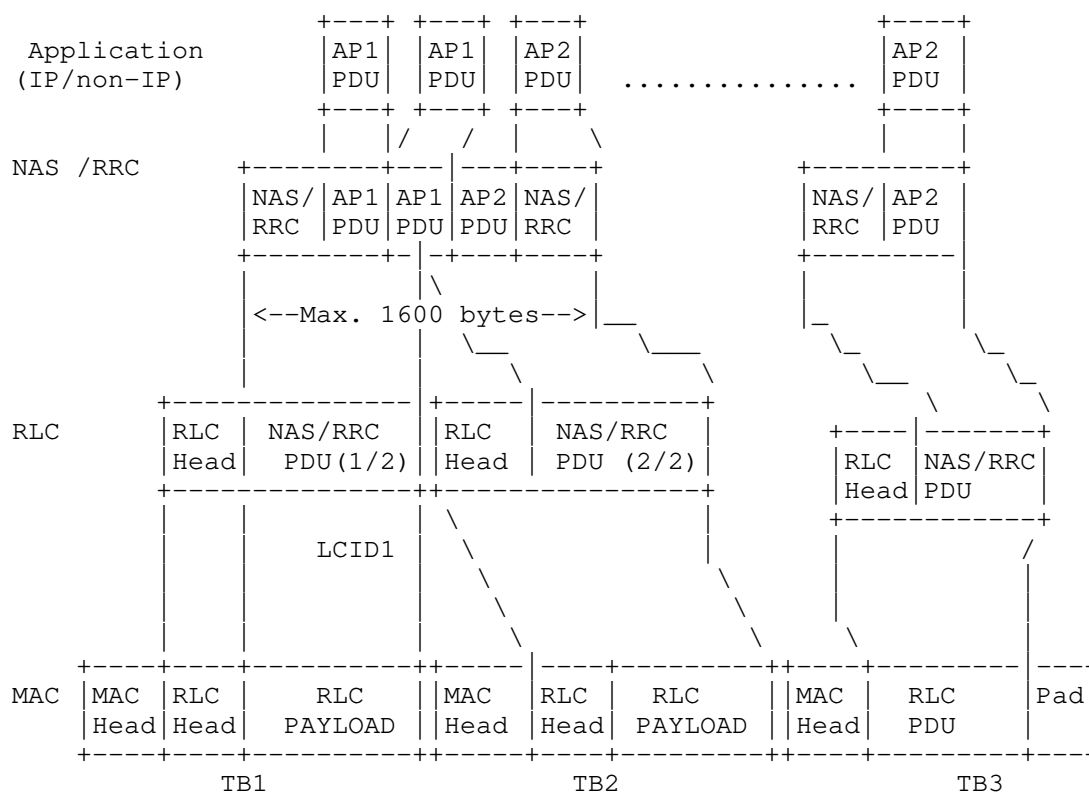 Application |AP1| |AP1| |AP2| |AP2 |
(IP/non-IP) |PDU| |PDU| |PDU| ............... |PDU |
NAS /RRC
|NAS/|AP1|AP1|AP2|NAS/| |NAS/|AP2 |
|RRC |PDU|PDU|PDU|RRC | |RRC |PDU |
|<--Max. 1600 bytes-->|
RLC |RLC | NAS/RRC |RLC | NAS/RRC |
|Head| PDU(1/2)|Head | PDU (2/2)| |RLC |NAS/RRC|
|Head|PDU |
LCID1
MAC |MAC |RLC | RLC ||MAC |RLC | RLC ||MAC | RLC |Pad
|Head|Head| PAYLOAD ||Head |Head| PAYLOAD ||Head| PDU |
TB1 TB2 TB3